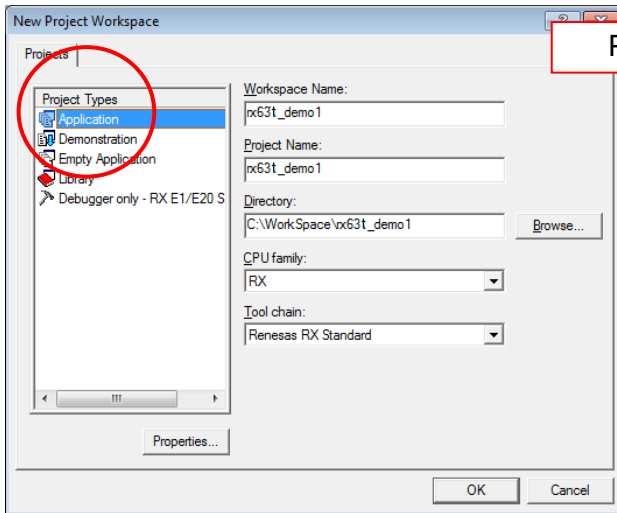 New Project Workspace
P
Projects
Project Types
Application
Demonstration
Empty Application
Library
Debugger only - RX E1/E20 S
Workspace Name:
rx63t_demo1
Project Name:
rx63t_demo1
Directory:
C:\WorkSpace\rx63t_demo1
Browse...
CPU family:
RX
Tool chain:
Renesas RX Standard
Properties...
OK
Cancel